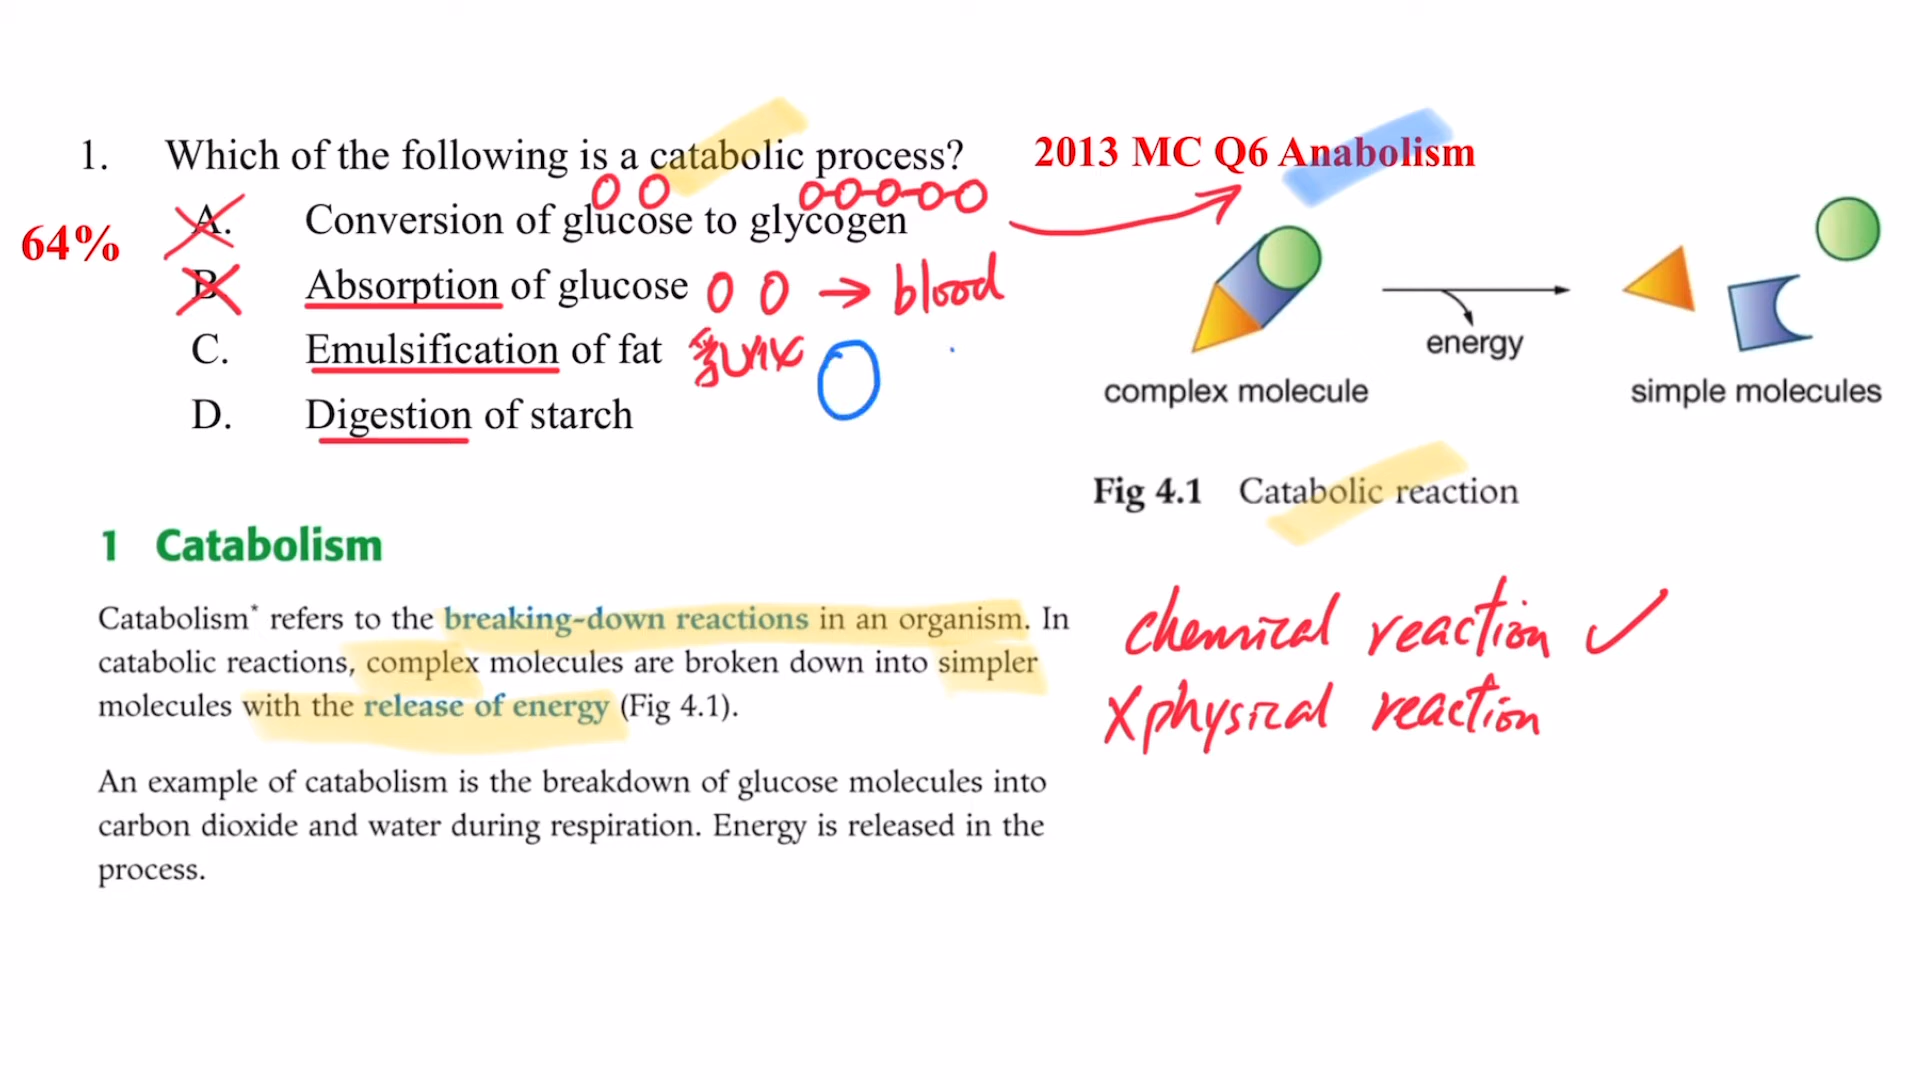 1. Which of the following is a catabolic process?
2013 MC Q6 Anabolism
64%
A. Conversion of glucose to glycogen
B. Absorption of glucose → blood
C. Emulsification of fat 乳化
D. Digestion of starch
energy
complex molecule
simple molecules
Fig 4.1 Catabolic reaction
1 Catabolism
Catabolism* refers to the breaking-down reactions in an organism. In
catabolic reactions, complex molecules are broken down into simpler
molecules with the release of energy (Fig 4.1).
An example of catabolism is the breakdown of glucose molecules into
carbon dioxide and water during respiration. Energy is released in the
process.
chemical reaction ✓
X physical reaction